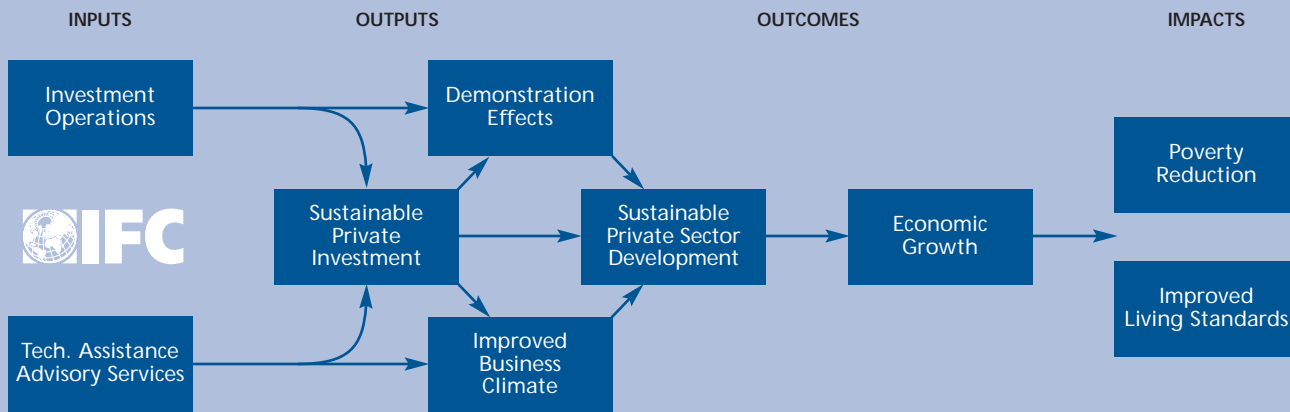 INPUTS
OUTPUTS
OUTCOMES
IMPACTS
Investment
Operations
Demonstration
Effects
Poverty
Reduction
IFC
Sustainable
Private
Investment
Sustainable
Private Sector
Development
Economic
Growth
Improved
Living Standards
Tech. Assistance
Advisory Services
Improved
Business
Climate